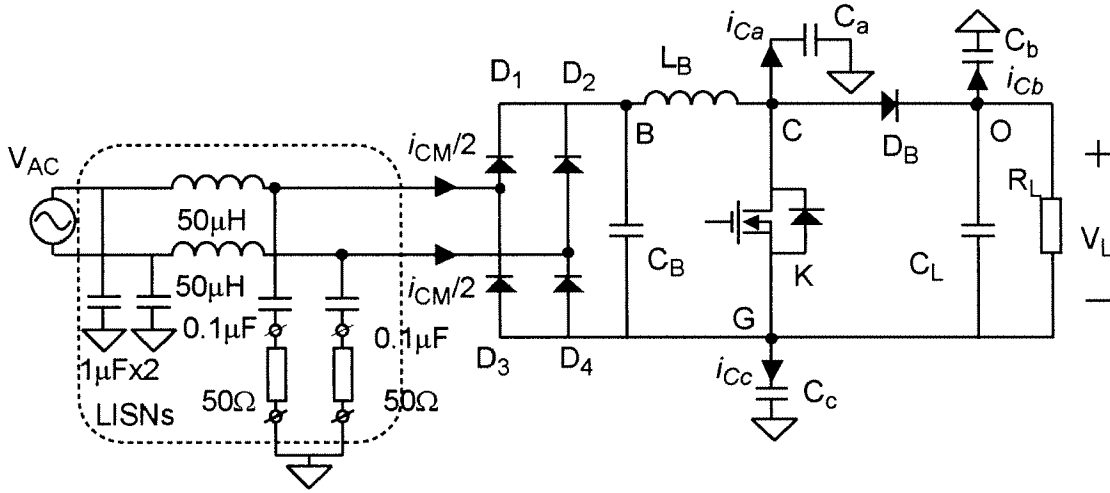 i_Ca
C_a
C_b
i_Cb
D_1
D_2
L_B
B
C
D_B
O
V_AC
i_CM/2
50μH
50μH
i_CM/2
C_B
K
G
C_L
R_L
+
V_L
−
0.1μF
0.1μF
D_3
D_4
i_Cc
C_c
1μFx2
50Ω
50Ω
LISNs